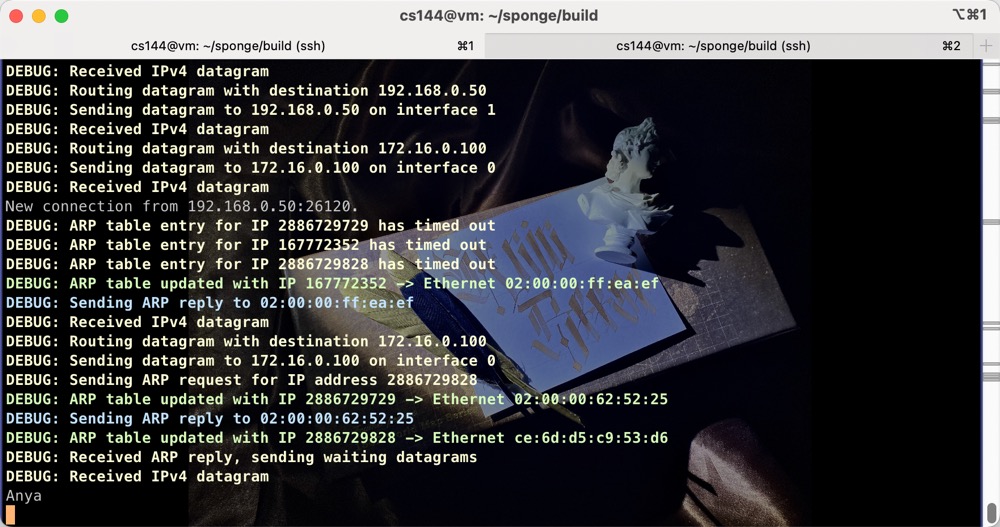 cs144@vm: ~/sponge/build
⌥⌘1
cs144@vm: ~/sponge/build (ssh)
⌘1
cs144@vm: ~/sponge/build (ssh)
⌘2
DEBUG: Received IPv4 datagram
DEBUG: Routing datagram with destination 192.168.0.50
DEBUG: Sending datagram to 192.168.0.50 on interface 1
DEBUG: Received IPv4 datagram
DEBUG: Routing datagram with destination 172.16.0.100
DEBUG: Sending datagram to 172.16.0.100 on interface 0
DEBUG: Received IPv4 datagram
New connection from 192.168.0.50:26120.
DEBUG: ARP table entry for IP 2886729729 has timed out
DEBUG: ARP table entry for IP 167772352 has timed out
DEBUG: ARP table entry for IP 2886729828 has timed out
DEBUG: ARP table updated with IP 167772352 –> Ethernet 02:00:00:ff:ea:ef
DEBUG: Sending ARP reply to 02:00:00:ff:ea:ef
DEBUG: Received IPv4 datagram
DEBUG: Routing datagram with destination 172.16.0.100
DEBUG: Sending datagram to 172.16.0.100 on interface 0
DEBUG: Sending ARP request for IP address 2886729828
DEBUG: ARP table updated with IP 2886729729 –> Ethernet 02:00:00:62:52:25
DEBUG: Sending ARP reply to 02:00:00:62:52:25
DEBUG: ARP table updated with IP 2886729828 –> Ethernet ce:6d:d5:c9:53:d6
DEBUG: Received ARP reply, sending waiting datagrams
DEBUG: Received IPv4 datagram
Anya